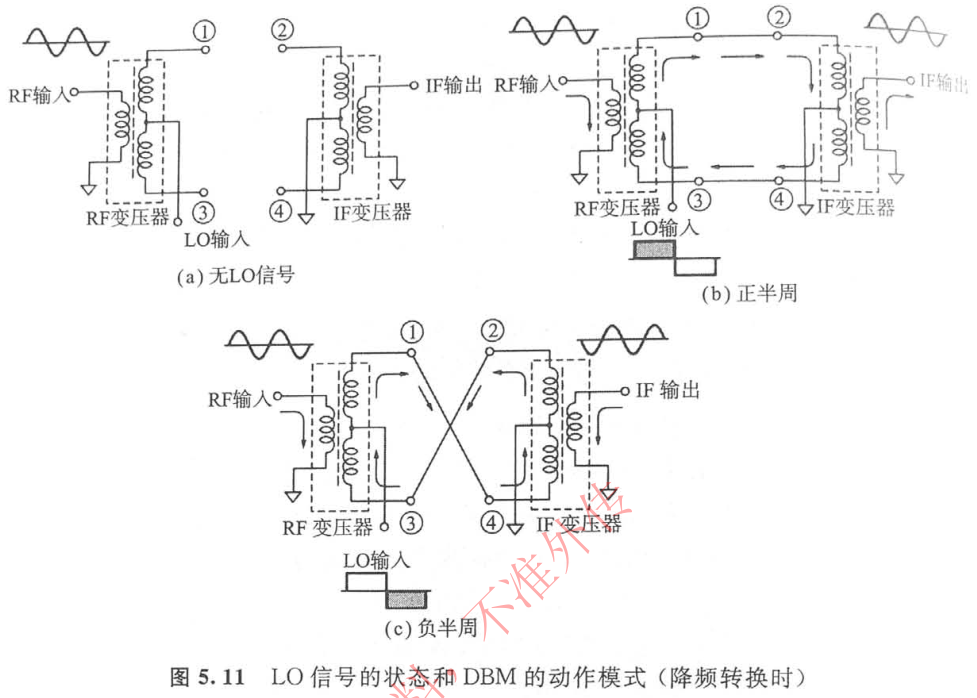 ① ②
RF输入 IF输出
RF变压器 ③ ④ IF变压器
LO输入
(a) 无LO信号
① ②
RF输入 IF输出
RF变压器 ③ ④ IF变压器
LO输入
(b) 正半周
① ②
RF输入 IF 输出
RF 变压器 ③ ④ IF 变压器
LO输入
(c) 负半周
不准外传
图 5.11 LO 信号的状态和 DBM 的动作模式（降频转换时）